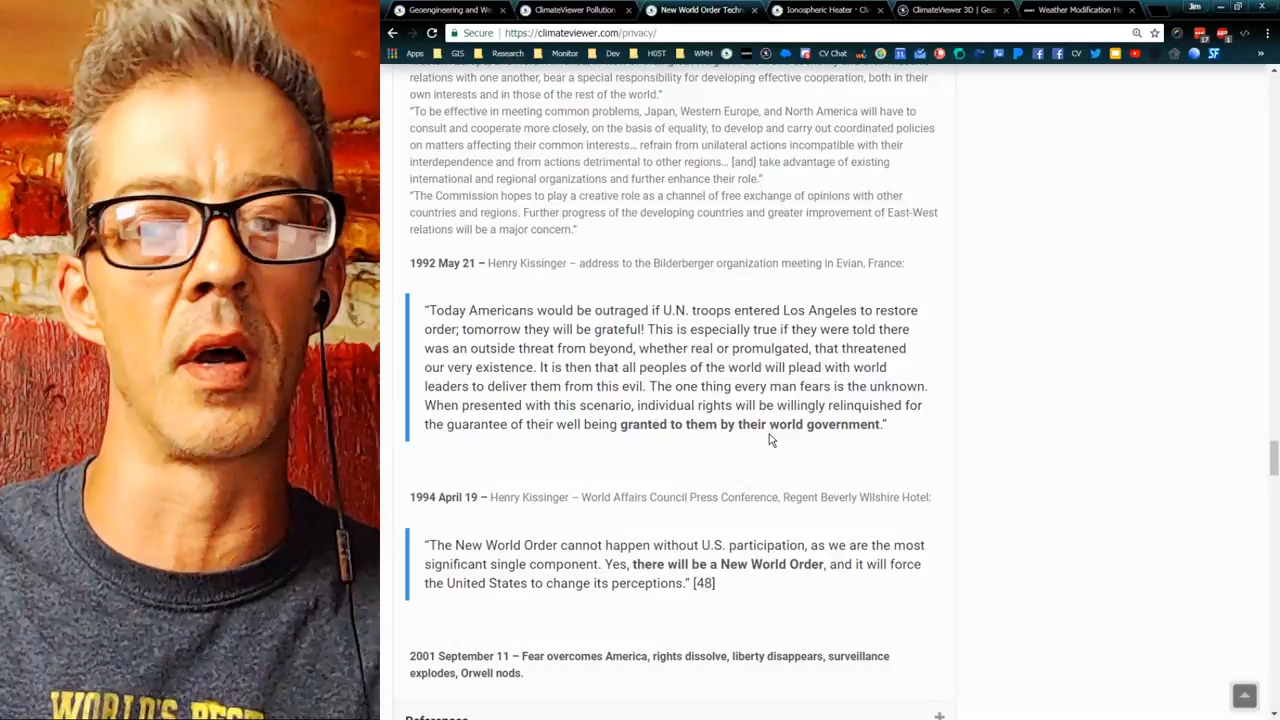 Geoengineering and We
ClimateViewer Pollution
New World Order Techn
Ionospheric Heater - Cli
ClimateViewer 3D | Geo
Weather Modification Hi
Jim
Secure
https://climateviewer.com/privacy/
Apps
GIS
Research
Monitor
Dev
H05T
WMH
CV Chat
CV
Twitter
SF
relations with one another, bear a special responsibility for developing effective cooperation, both in their
own interests and in those of the rest of the world.”
“To be effective in meeting common problems, Japan, Western Europe, and North America will have to
consult and cooperate more closely, on the basis of equality, to develop and carry out coordinated policies
on matters affecting their common interests… refrain from unilateral actions incompatible with their
interdependence and from actions detrimental to other regions… [and] take advantage of existing
international and regional organizations and further enhance their role.”
“The Commission hopes to play a creative role as a channel of free exchange of opinions with other
countries and regions. Further progress of the developing countries and greater improvement of East-West
relations will be a major concern.”
1992 May 21 – Henry Kissinger – address to the Bilderberger organization meeting in Evian, France:
“Today Americans would be outraged if U.N. troops entered Los Angeles to restore
order; tomorrow they will be grateful! This is especially true if they were told there
was an outside threat from beyond, whether real or promulgated, that threatened
our very existence. It is then that all peoples of the world will plead with world
leaders to deliver them from this evil. The one thing every man fears is the unknown.
When presented with this scenario, individual rights will be willingly relinquished for
the guarantee of their well being granted to them by their world government.”
1994 April 19 – Henry Kissinger – World Affairs Council Press Conference, Regent Beverly Wilshire Hotel:
“The New World Order cannot happen without U.S. participation, as we are the most
significant single component. Yes, there will be a New World Order, and it will force
the United States to change its perceptions.” [48]
2001 September 11 – Fear overcomes America, rights dissolve, liberty disappears, surveillance
explodes, Orwell nods.
References
WORLD'S BEST